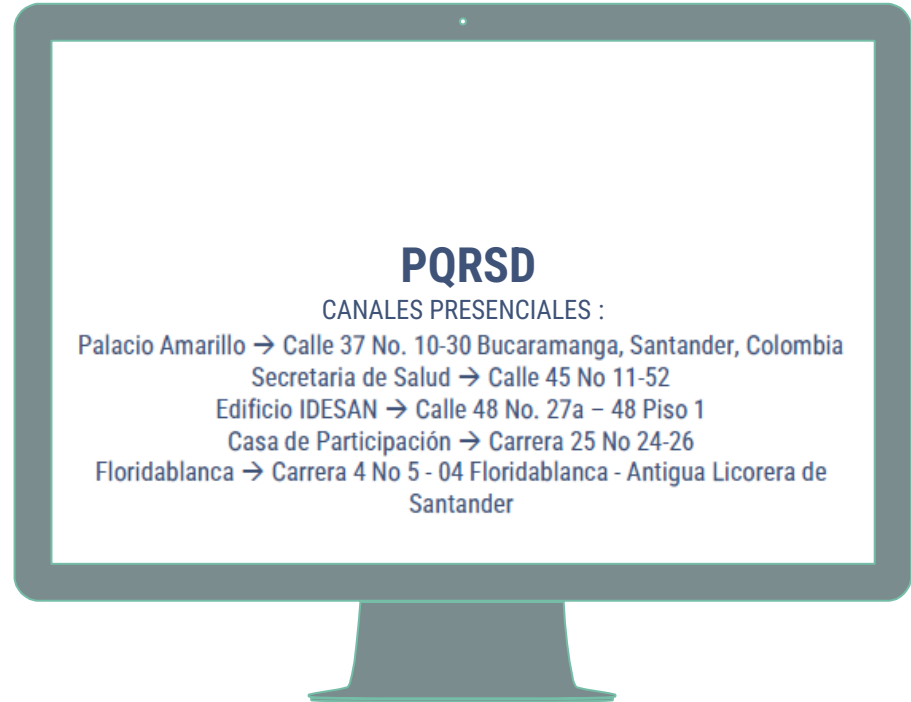 PQRSD
CANALES PRESENCIALES :
Palacio Amarillo → Calle 37 No. 10-30 Bucaramanga, Santander, Colombia
Secretaria de Salud → Calle 45 No 11-52
Edificio IDESAN → Calle 48 No. 27a – 48 Piso 1
Casa de Participación → Carrera 25 No 24-26
Floridablanca → Carrera 4 No 5 - 04 Floridablanca - Antigua Licorera de
Santander